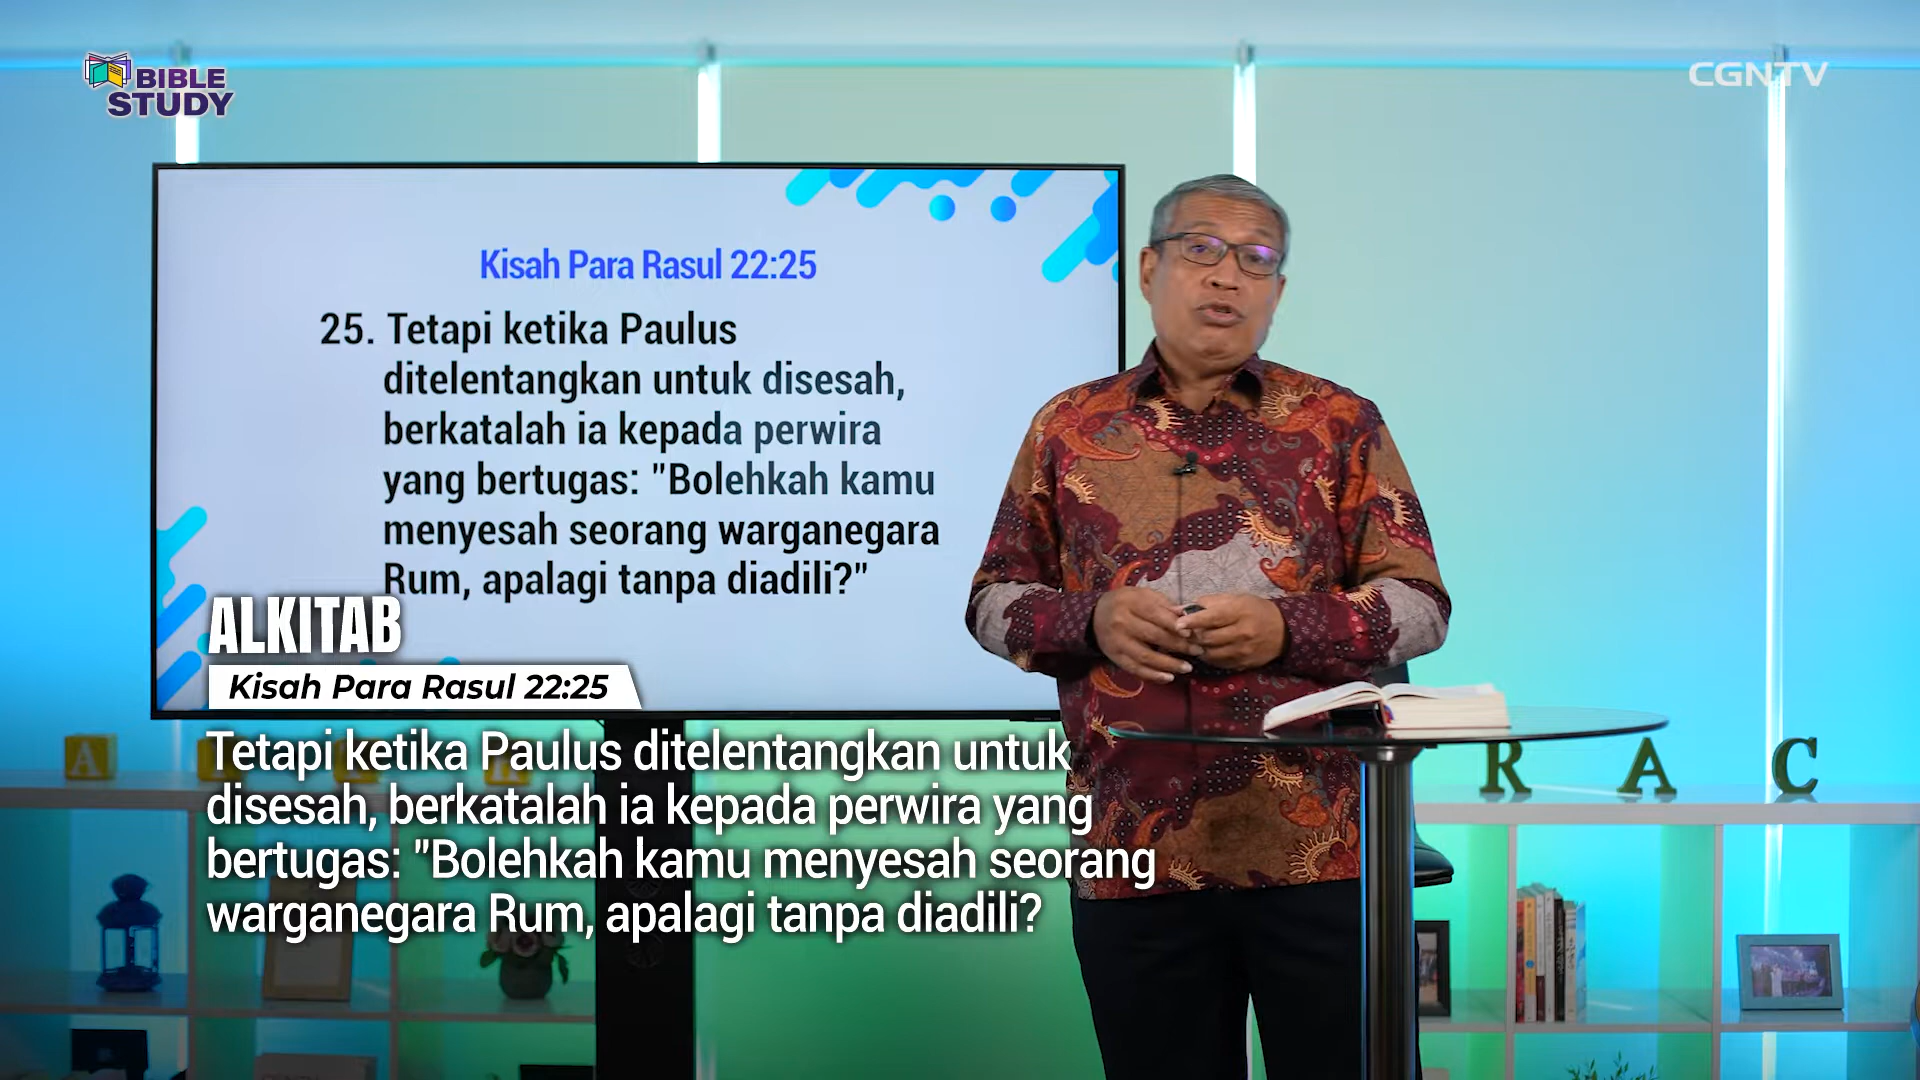 BIBLE
STUDY
CGNTV
Kisah Para Rasul 22:25
25. Tetapi ketika Paulus
ditelentangkan untuk disesah,
berkatalah ia kepada perwira
yang bertugas: "Bolehkah kamu
menyesah seorang warganegara
Rum, apalagi tanpa diadili?"
ALKITAB
Kisah Para Rasul 22:25
Tetapi ketika Paulus ditelentangkan untuk
disesah, berkatalah ia kepada perwira yang
bertugas: "Bolehkah kamu menyesah seorang
warganegara Rum, apalagi tanpa diadili?
A
R A C